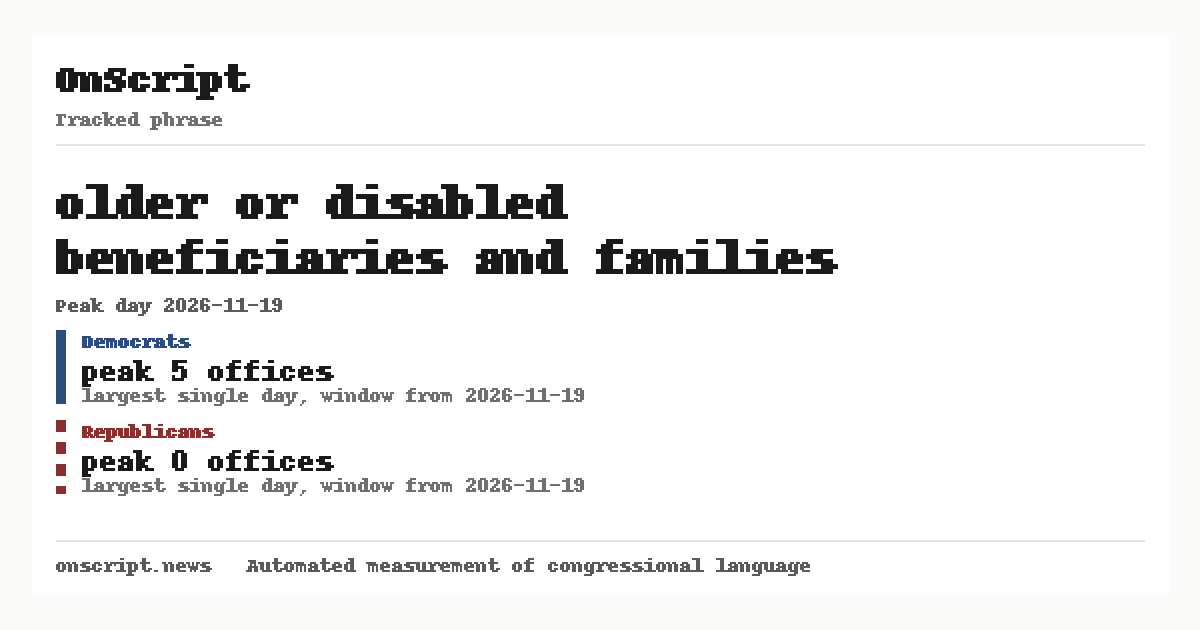 OnScript
Tracked phrase
older or disabled
beneficiaries and families
Peak day 2026-11-19
Democrats
peak 5 offices
largest single day, window from 2026-11-19
Republicans
peak 0 offices
largest single day, window from 2026-11-19
onscript.news Automated measurement of congressional language